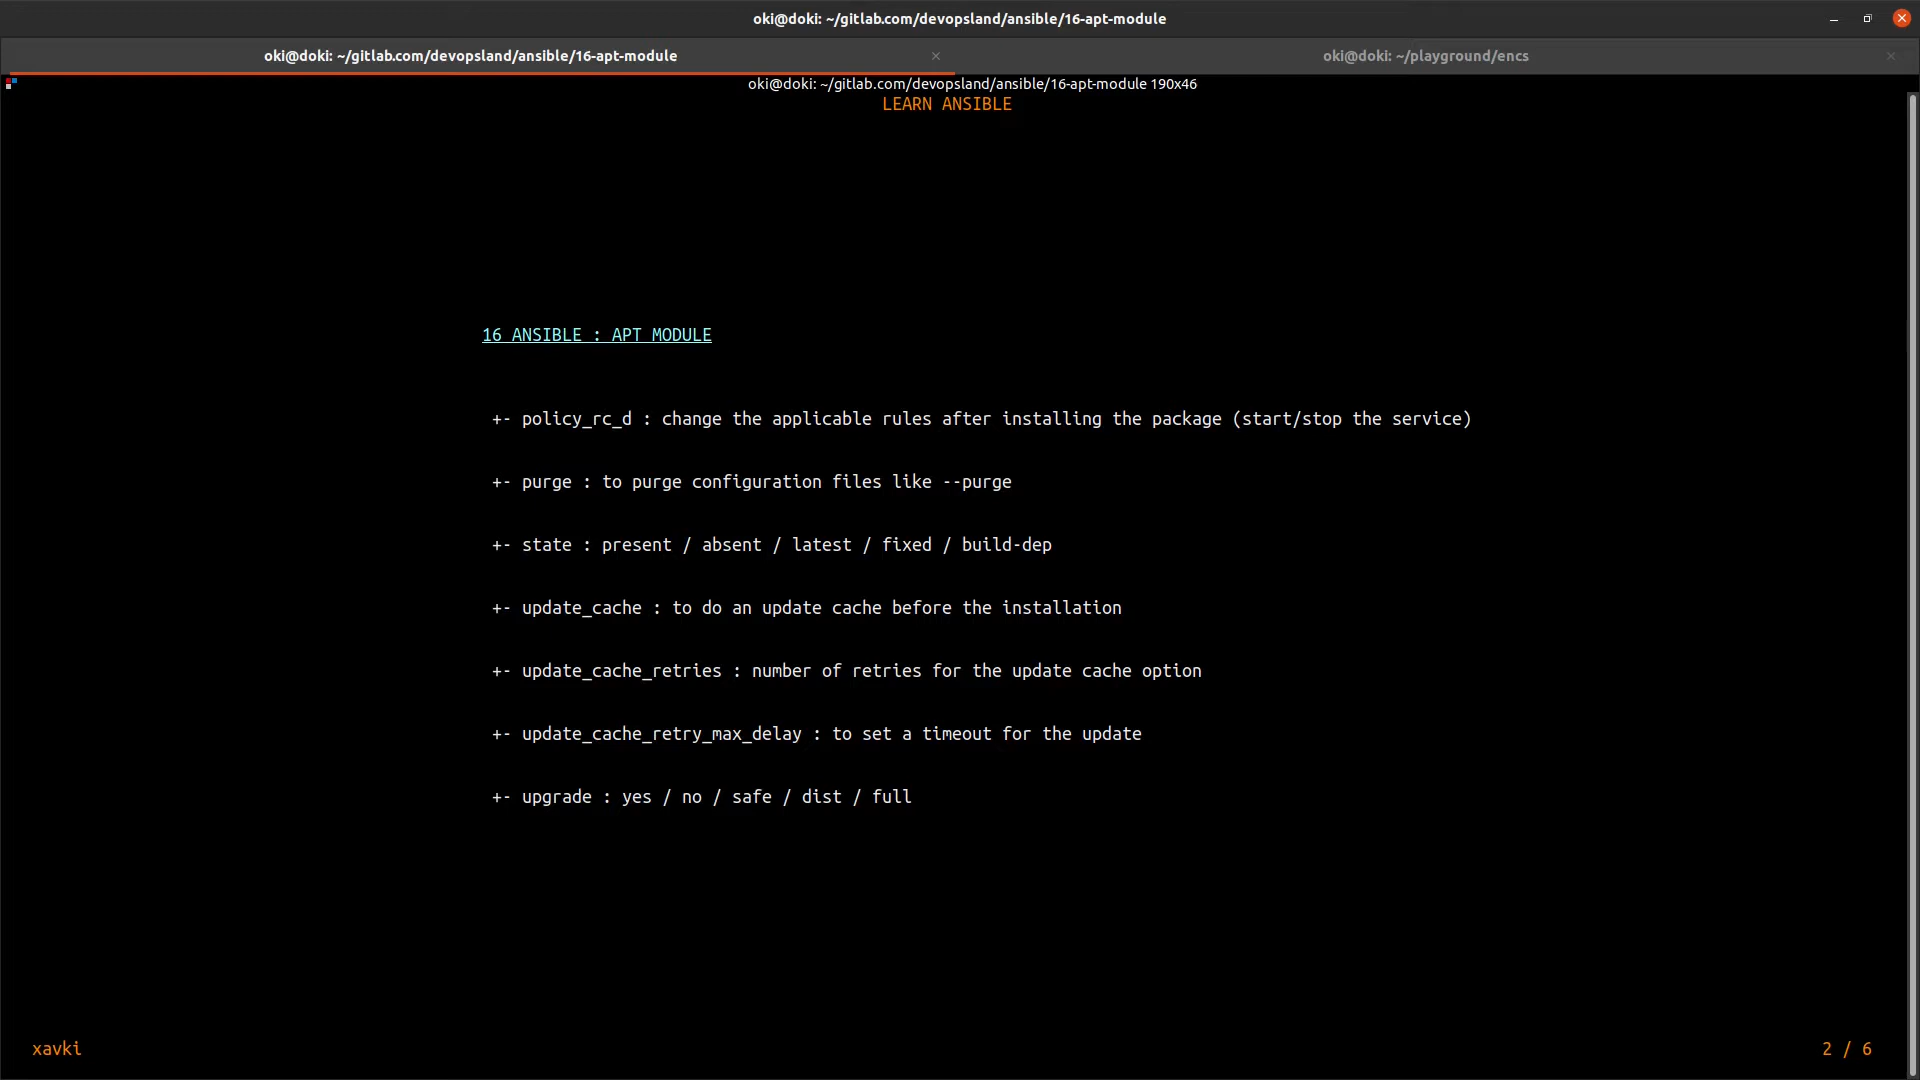 oki@doki: ~/gitlab.com/devopsland/ansible/16-apt-module
oki@doki: ~/gitlab.com/devopsland/ansible/16-apt-module
oki@doki: ~/playground/encs
oki@doki: ~/gitlab.com/devopsland/ansible/16-apt-module 190x46
LEARN ANSIBLE
16 ANSIBLE : APT MODULE
+- policy_rc_d : change the applicable rules after installing the package (start/stop the service)
+- purge : to purge configuration files like --purge
+- state : present / absent / latest / fixed / build-dep
+- update_cache : to do an update cache before the installation
+- update_cache_retries : number of retries for the update cache option
+- update_cache_retry_max_delay : to set a timeout for the update
+- upgrade : yes / no / safe / dist / full
xavki
2 / 6